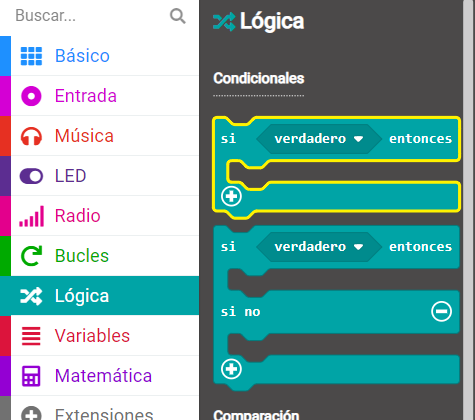 Buscar...
Básico
Entrada
Música
LED
Radio
Bucles
Lógica
Variables
Matemática
Extensiones
Lógica
Condicionales
si verdadero entonces
si verdadero entonces
si no
Comparación